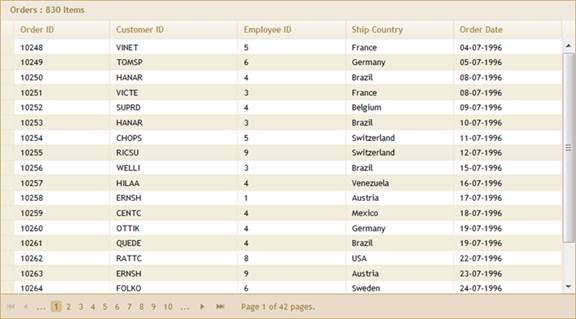 Orders : 830 Items
Order ID Customer ID Employee ID Ship Country Order Date
10248 VINET 5 France 04-07-1996
10249 TOMSP 6 Germany 05-07-1996
10250 HANAR 4 Brazil 08-07-1996
10251 VICTE 3 France 08-07-1996
10252 SUPRD 4 Belgium 09-07-1996
10253 HANAR 3 Brazil 10-07-1996
10254 CHOPS 5 Switzerland 11-07-1996
10255 RICSU 9 Switzerland 12-07-1996
10256 WELLI 3 Brazil 15-07-1996
10257 HILAA 4 Venezuela 16-07-1996
10258 ERNSH 1 Austria 17-07-1996
10259 CENTC 4 Mexico 18-07-1996
10260 OTTIK 4 Germany 19-07-1996
10261 QUEDE 4 Brazil 19-07-1996
10262 RATTC 8 USA 22-07-1996
10263 ERNSH 9 Austria 23-07-1996
10264 FOLKO 6 Sweden 24-07-1996
... 1 2 3 4 5 6 7 8 9 10 ... Page 1 of 42 pages.